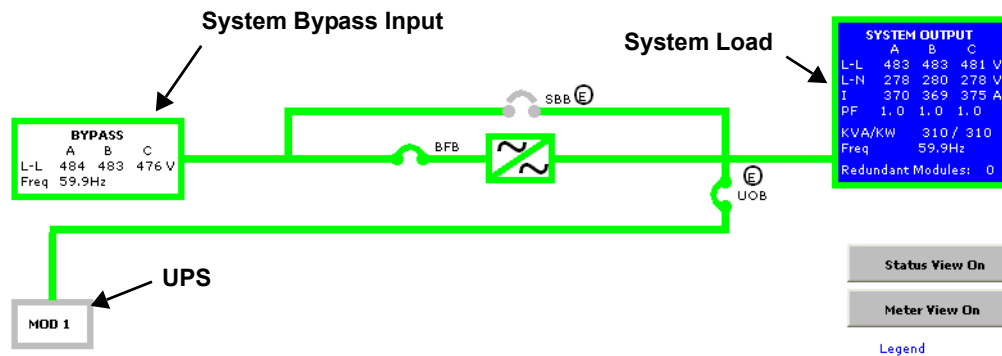 System Bypass Input
System Load
SYSTEM OUTPUT
A B C
L-L 483 483 481 V
L-N 278 280 278 V
I 370 369 375 A
PF 1.0 1.0 1.0
KVA/KW 310 / 310
Freq 59.9Hz
Redundant Modules: 0
SBB E
BYPASS
A B C
L-L 484 483 476 V
Freq 59.9Hz
BFB
E
UOB
UPS
MOD 1
Status View On
Meter View On
Legend